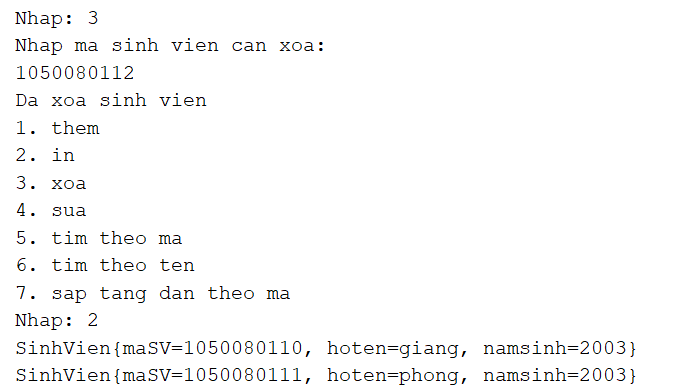 Nhap: 3
Nhap ma sinh vien can xoa:
1050080112
Da xoa sinh vien
1. them
2. in
3. xoa
4. sua
5. tim theo ma
6. tim theo ten
7. sap tang dan theo ma
Nhap: 2
SinhVien{maSV=1050080110, hoten=giang, namsinh=2003}
SinhVien{maSV=1050080111, hoten=phong, namsinh=2003}